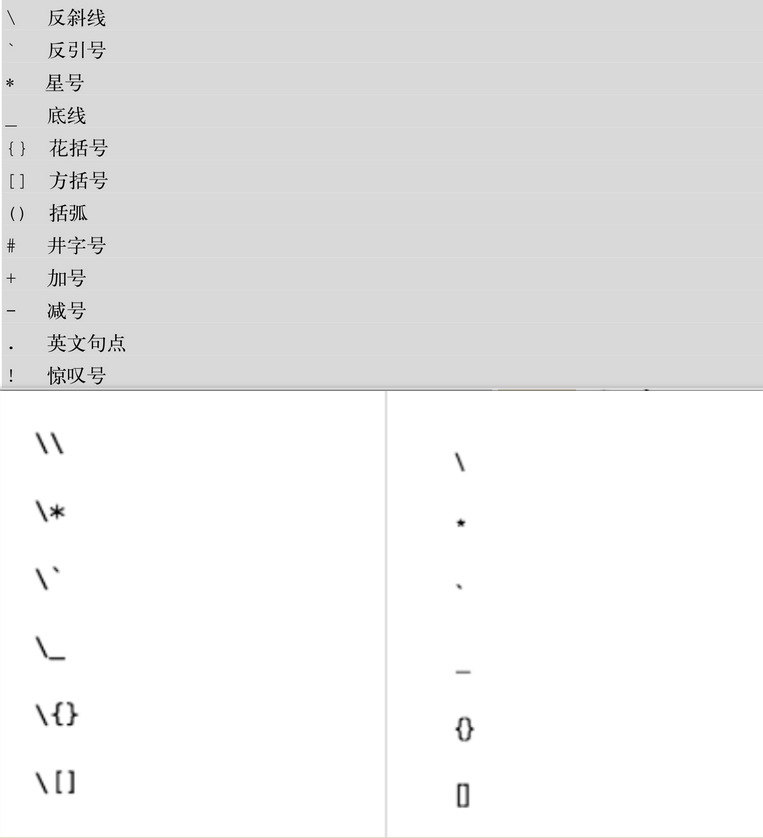 \ 反斜线
` 反引号
* 星号
_ 底线
{} 花括号
[] 方括号
() 括弧
# 井字号
+ 加号
- 减号
. 英文句点
! 惊叹号
\\
\*
\`
\_
\{}
\[]
\
*
`
_
{}
[]